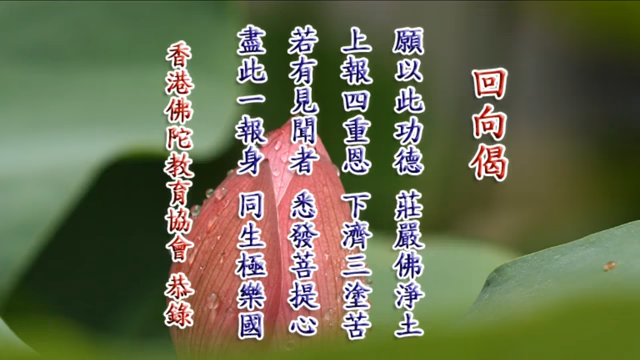 回向偈
願以此功德 莊嚴佛淨土
上報四重恩 下濟三塗苦
若有見聞者 悉發菩提心
盡此一報身 同生極樂國
香港佛陀教育協會 恭錄